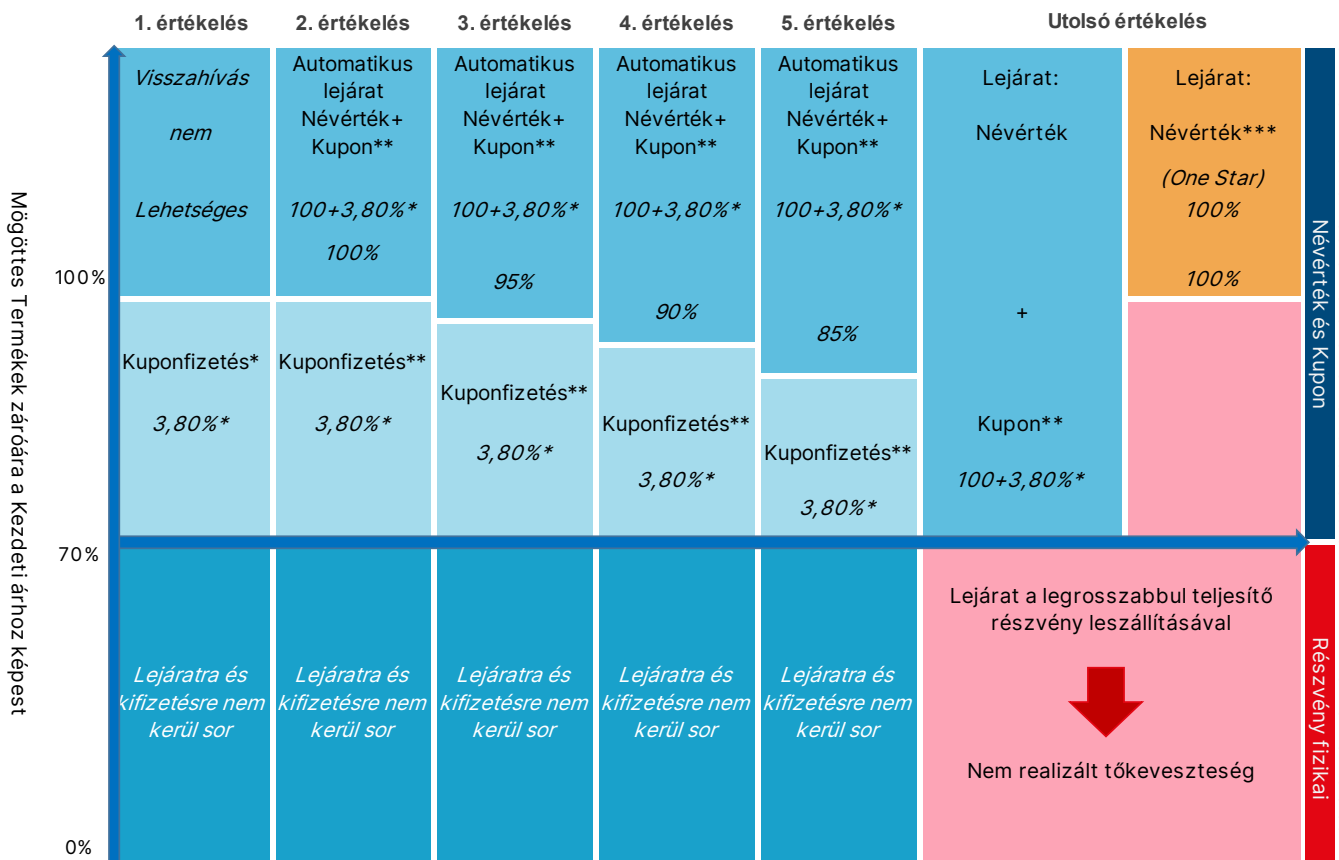 1. értékelés
2. értékelés
3. értékelés
4. értékelés
5. értékelés
Utolsó értékelés
Mögöttes Termékek záróára a Kezdeti árhoz képest
100%
70%
0%
Visszahívás
nem
Lehetséges
Kuponfizetés*
3,80%*
Lejáratra és
kifizetésre nem
kerül sor
Automatikus
lejárat
Névérték+
Kupon**
100+3,80%*
100%
Kuponfizetés**
3,80%*
Lejáratra és
kifizetésre nem
kerül sor
Automatikus
lejárat
Névérték+
Kupon**
100+3,80%*
95%
Kuponfizetés**
3,80%*
Lejáratra és
kifizetésre nem
kerül sor
Automatikus
lejárat
Névérték+
Kupon**
100+3,80%*
90%
Kuponfizetés**
3,80%*
Lejáratra és
kifizetésre nem
kerül sor
Automatikus
lejárat
Névérték+
Kupon**
100+3,80%*
85%
Kuponfizetés**
3,80%*
Lejáratra és
kifizetésre nem
kerül sor
Lejárat:
Névérték
+
Kupon**
100+3,80%*
Lejárat:
Névérték***
(One Star)
100%
100%
Lejárat a legrosszabbul teljesítő
részvény leszállításával
Nem realizált tőkeveszteség
Névérték és Kupon
Részvény fizikai